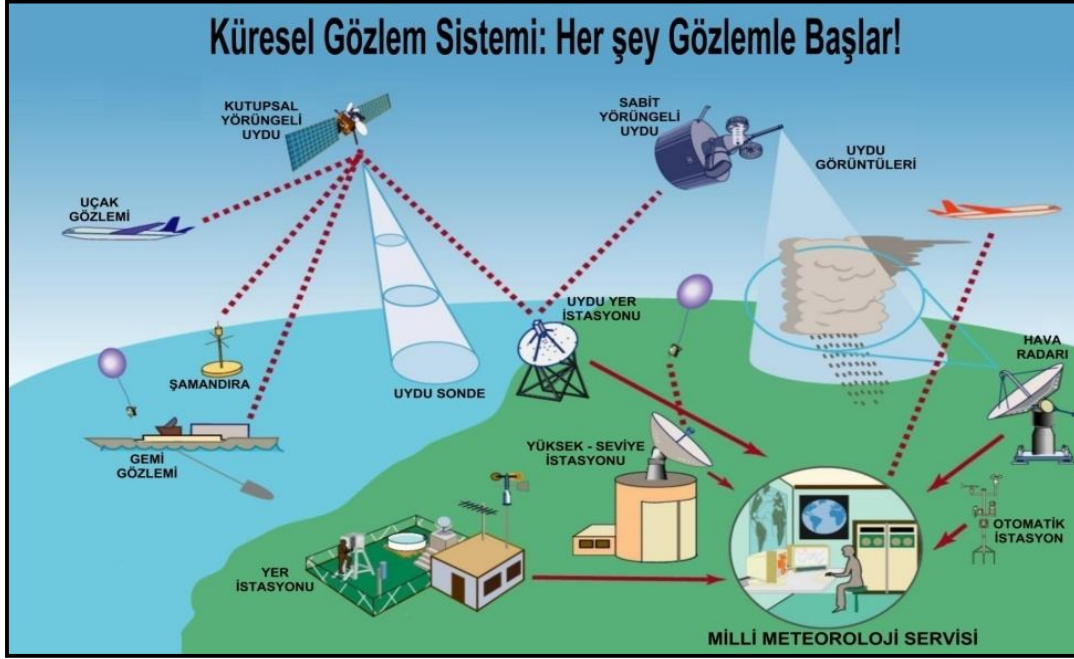 Küresel Gözlem Sistemi: Her şey Gözlemle Başlar!
KUTUPSAL
YÖRÜNGELİ
UYDU
SABİT
YÖRÜNGELİ
UYDU
UYDU
GÖRÜNTÜLERİ
UÇAK
GÖZLEMİ
UYDU YER
İSTASYONU
HAVA
RADARI
ŞAMANDIRA
UYDU SONDE
GEMİ
GÖZLEMİ
YÜKSEK - SEVİYE
İSTASYONU
OTOMATİK
İSTASYON
YER
İSTASYONU
MİLLİ METEOROLOJİ SERVİSİ